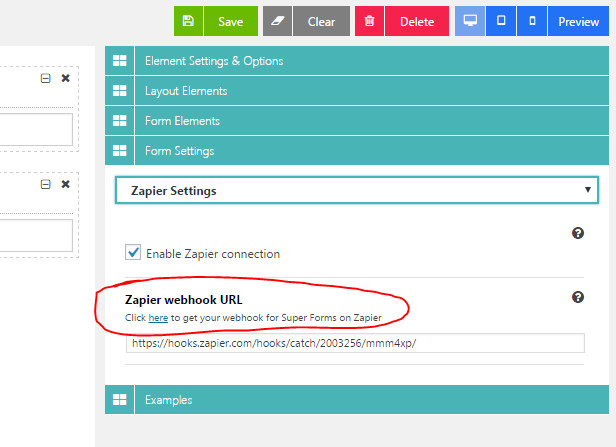 Save Clear Delete Preview
Element Settings & Options
Layout Elements
Form Elements
Form Settings
Zapier Settings
Enable Zapier connection
Zapier webhook URL
Click here to get your webhook for Super Forms on Zapier
https://hooks.zapier.com/hooks/catch/2003256/mmm4xp/
Examples